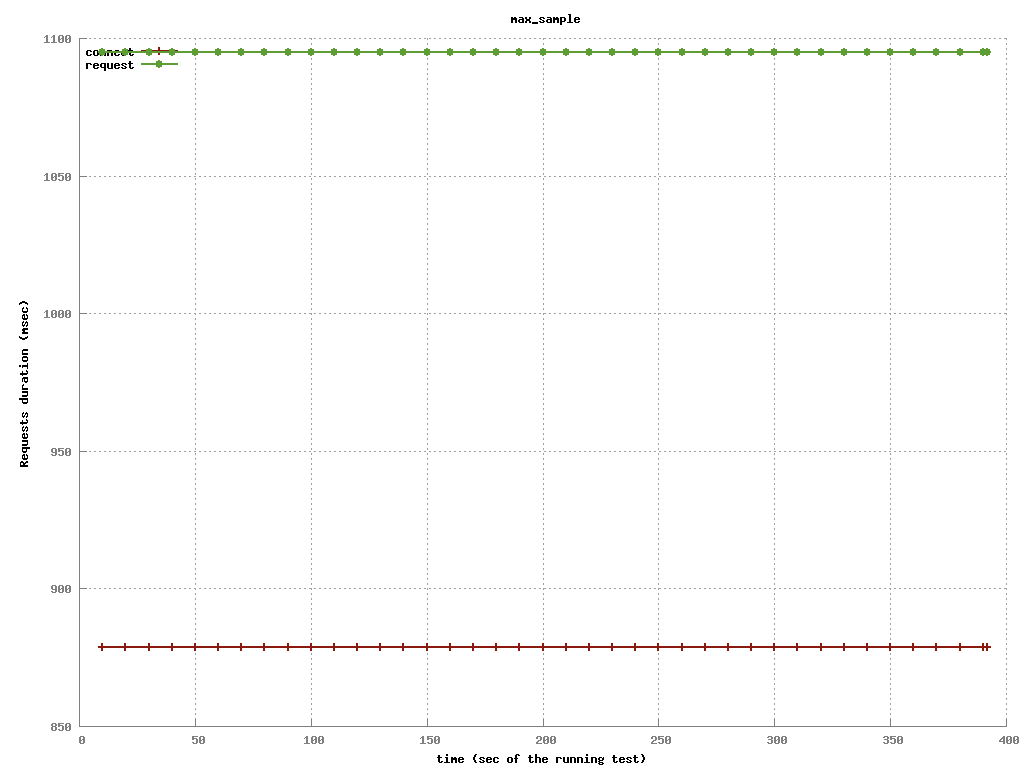 max_sample
1100
connect
request
1050
1000
950
900
850
Requests duration (msec)
0 50 100 150 200 250 300 350 400
time (sec of the running test)